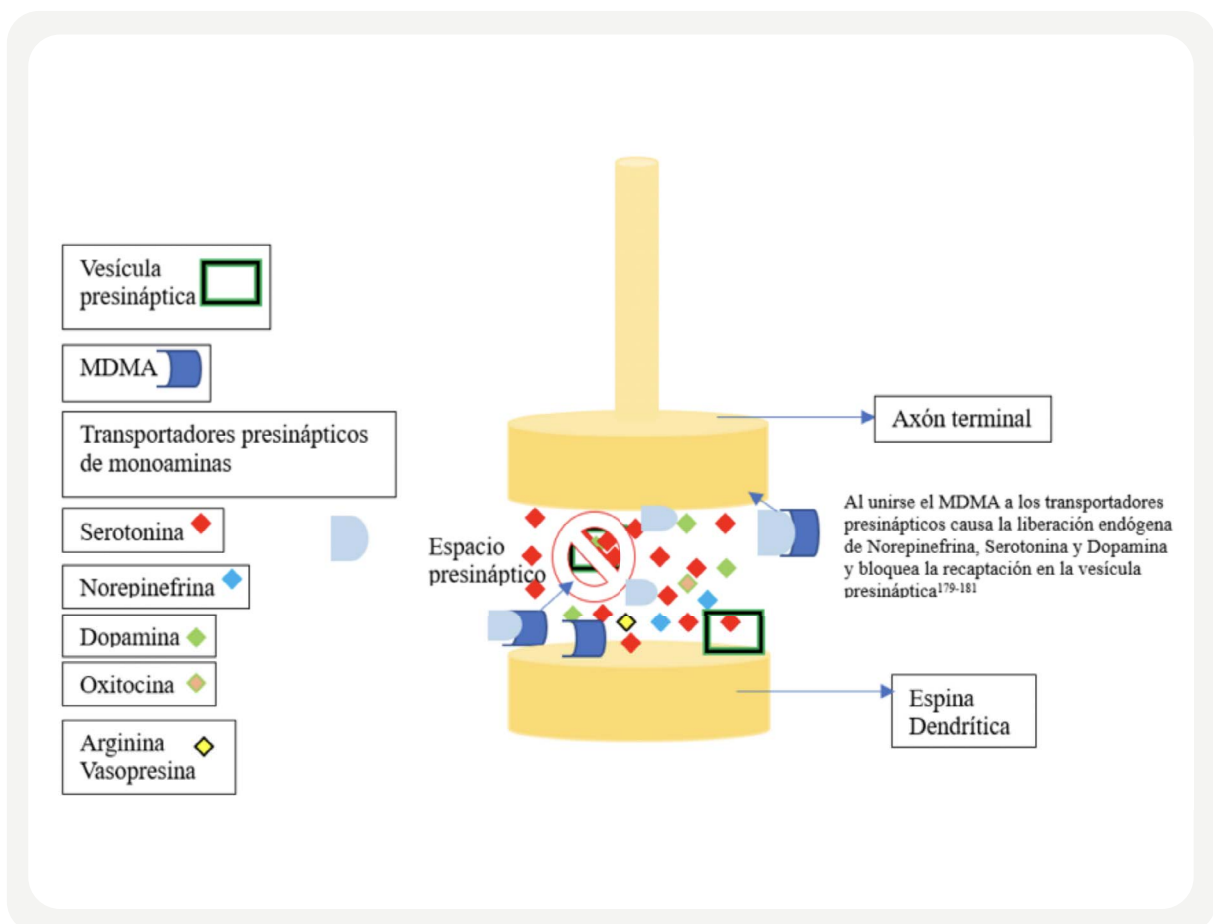 Vesícula
presináptica
MDMA
Transportadores presinápticos
de monoaminas
Serotonina
Norepinefrina
Dopamina
Oxitocina
Arginina
Vasopresina
Espacio
presináptico
Axón terminal
Al unirse el MDMA a los transportadores
presinápticos causa la liberación endógena
de Norepinefrina, Serotonina y Dopamina
y bloquea la recaptación en la vesícula
presináptica179-181
Espina
Dendrítica